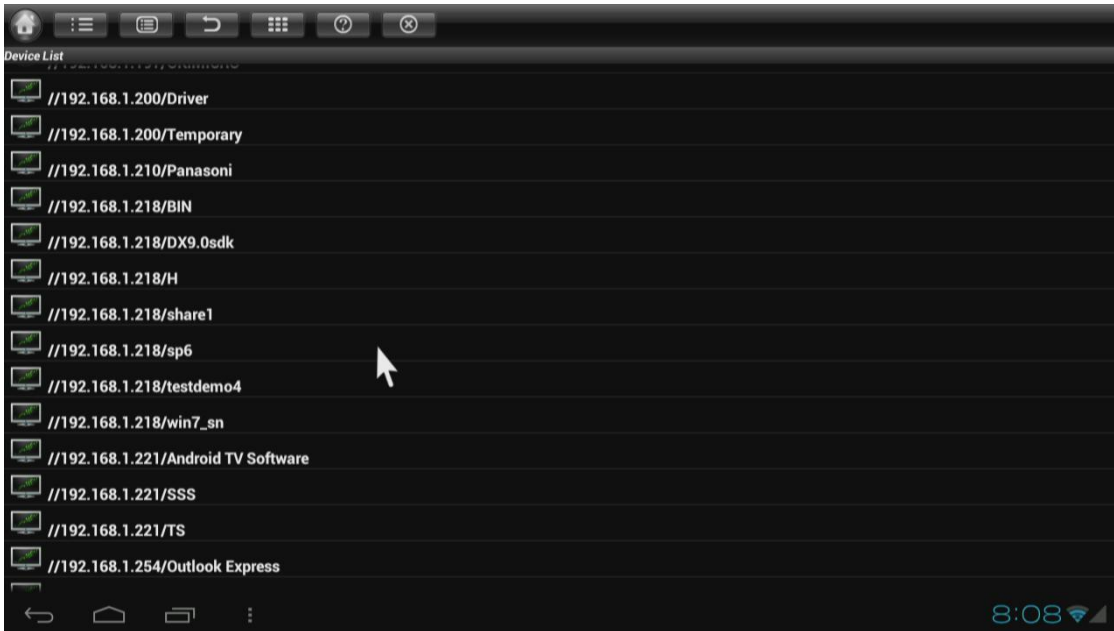 Device List
//192.168.1.200/Driver
//192.168.1.200/Temporary
//192.168.1.210/Panasoni
//192.168.1.218/BIN
//192.168.1.218/DX9.0sdk
//192.168.1.218/H
//192.168.1.218/share1
//192.168.1.218/sp6
//192.168.1.218/testdemo4
//192.168.1.218/win7_sn
//192.168.1.221/Android TV Software
//192.168.1.221/SSS
//192.168.1.221/TS
//192.168.1.254/Outlook Express
8:08